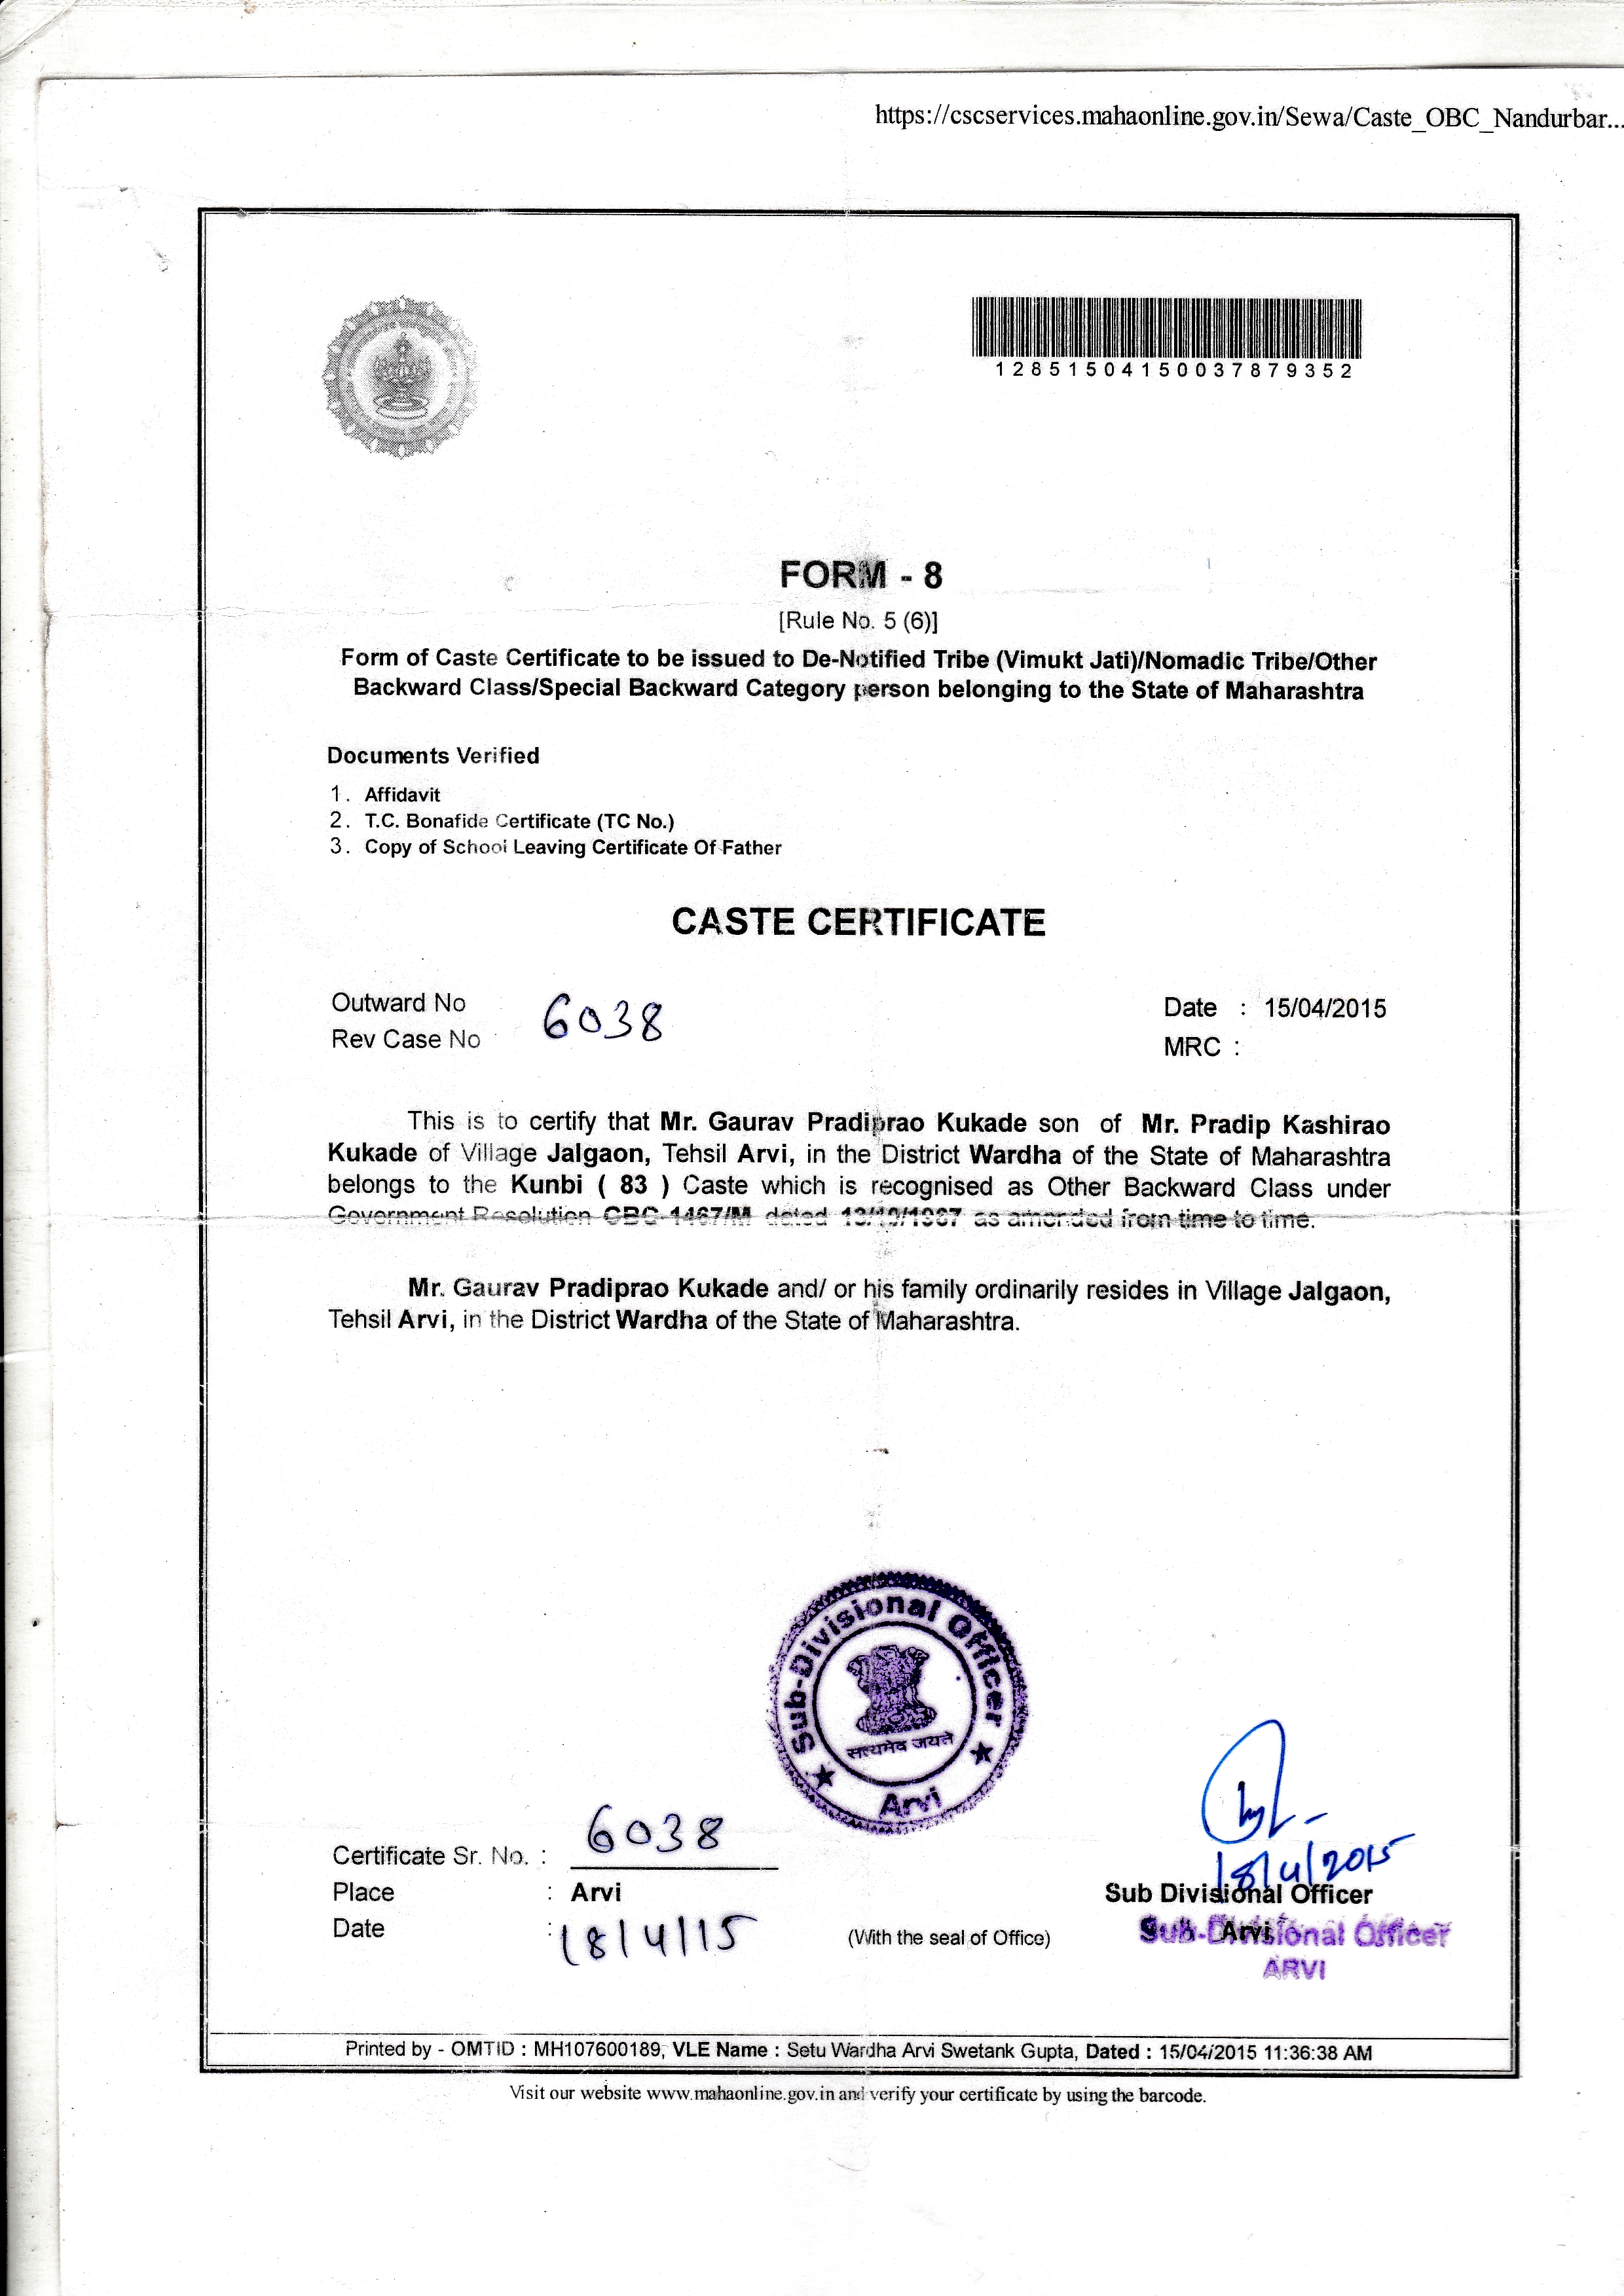 https://cscservices.mahaonline.gov.in/Sewa/Caste_OBC_Nandurbar...
12851504150037879352
FORM - 8
[Rule No. 5 (6)]
Form of Caste Certificate to be issued to De-Notified Tribe (Vimukt Jati)/Nomadic Tribe/Other
Backward Class/Special Backward Category person belonging to the State of Maharashtra
Documents Verified
1. Affidavit
2. T.C. Bonafide Certificate (TC No.)
3. Copy of School Leaving Certificate Of Father
CASTE CERTIFICATE
Outward No
Rev Case No 6038
Date : 15/04/2015
MRC :
This is to certify that Mr. Gaurav Pradiprao Kukade son of Mr. Pradip Kashirao
Kukade of Village Jalgaon, Tehsil Arvi, in the District Wardha of the State of Maharashtra
belongs to the Kunbi ( 83 ) Caste which is recognised as Other Backward Class under
Government Resolution CBC-1467/M dated 13/10/1967 as amended from time to time.
Mr. Gaurav Pradiprao Kukade and/ or his family ordinarily resides in Village Jalgaon,
Tehsil Arvi, in the District Wardha of the State of Maharashtra.
Sub-Divisional Officer
सत्यमेव जयते
Arvi
Certificate Sr. No. : 6038
Place : Arvi
Date : 18/4/15
(With the seal of Office)
18/4/2015
Sub Divisional Officer
Arvi
Sub-Divisional Officer
ARVI
Printed by - OMTID : MH107600189, VLE Name : Setu Wardha Arvi Swetank Gupta, Dated : 15/04/2015 11:36:38 AM
Visit our website www.mahaonline.gov.in and verify your certificate by using the barcode.